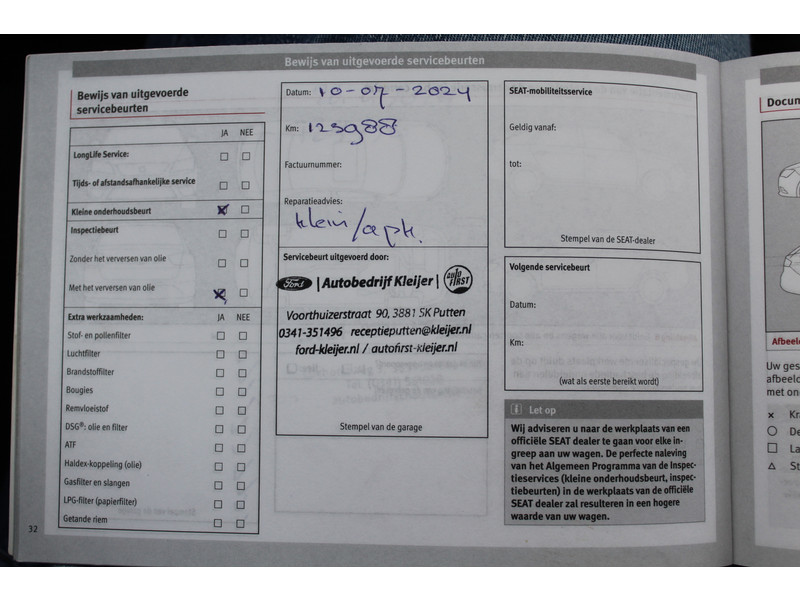 Bewijs van uitgevoerde servicebeurten
Bewijs van uitgevoerde
servicebeurten
JA NEE
LongLife Service:
Tijds- of afstandsafhankelijke service
Kleine onderhoudsbeurt
Inspectiebeurt
Zonder het verversen van olie
Met het verversen van olie
Extra werkzaamheden: JA NEE
Stof- en pollenfilter
Luchtfilter
Brandstoffilter
Bougies
Remvloeistof
DSG®: olie en filter
ATF
Haldex-koppeling (olie)
Gasfilter en slangen
LPG-filter (papierfilter)
Getande riem
32
Datum: 10-07-2024
Km: 125988
Factuurnummer:
Reparatieadvies:
klein/apk.
Servicebeurt uitgevoerd door:
Ford | Autobedrijf Kleijer | auto FIRST
Voorthuizerstraat 90, 3881 SK Putten
0341-351496 receptieputten@kleijer.nl
ford-kleijer.nl / autofirst-kleijer.nl
Stempel van de garage
SEAT-mobiliteitsservice
Geldig vanaf:
tot:
Stempel van de SEAT-dealer
Volgende servicebeurt
Datum:
Km:
(wat als eerste bereikt wordt)
Let op
Wij adviseren u naar de werkplaats van een
officiële SEAT dealer te gaan voor elke in-
greep aan uw wagen. De perfecte naleving
van het Algemeen Programma van de Inspec-
tieservices (kleine onderhoudsbeurt, inspec-
tiebeurten) in de werkplaats van de officiële
SEAT dealer zal resulteren in een hogere
waarde van uw wagen.
Docum
Afbeel
Uw ges
afbeeld
met on
Kra
De
La
St